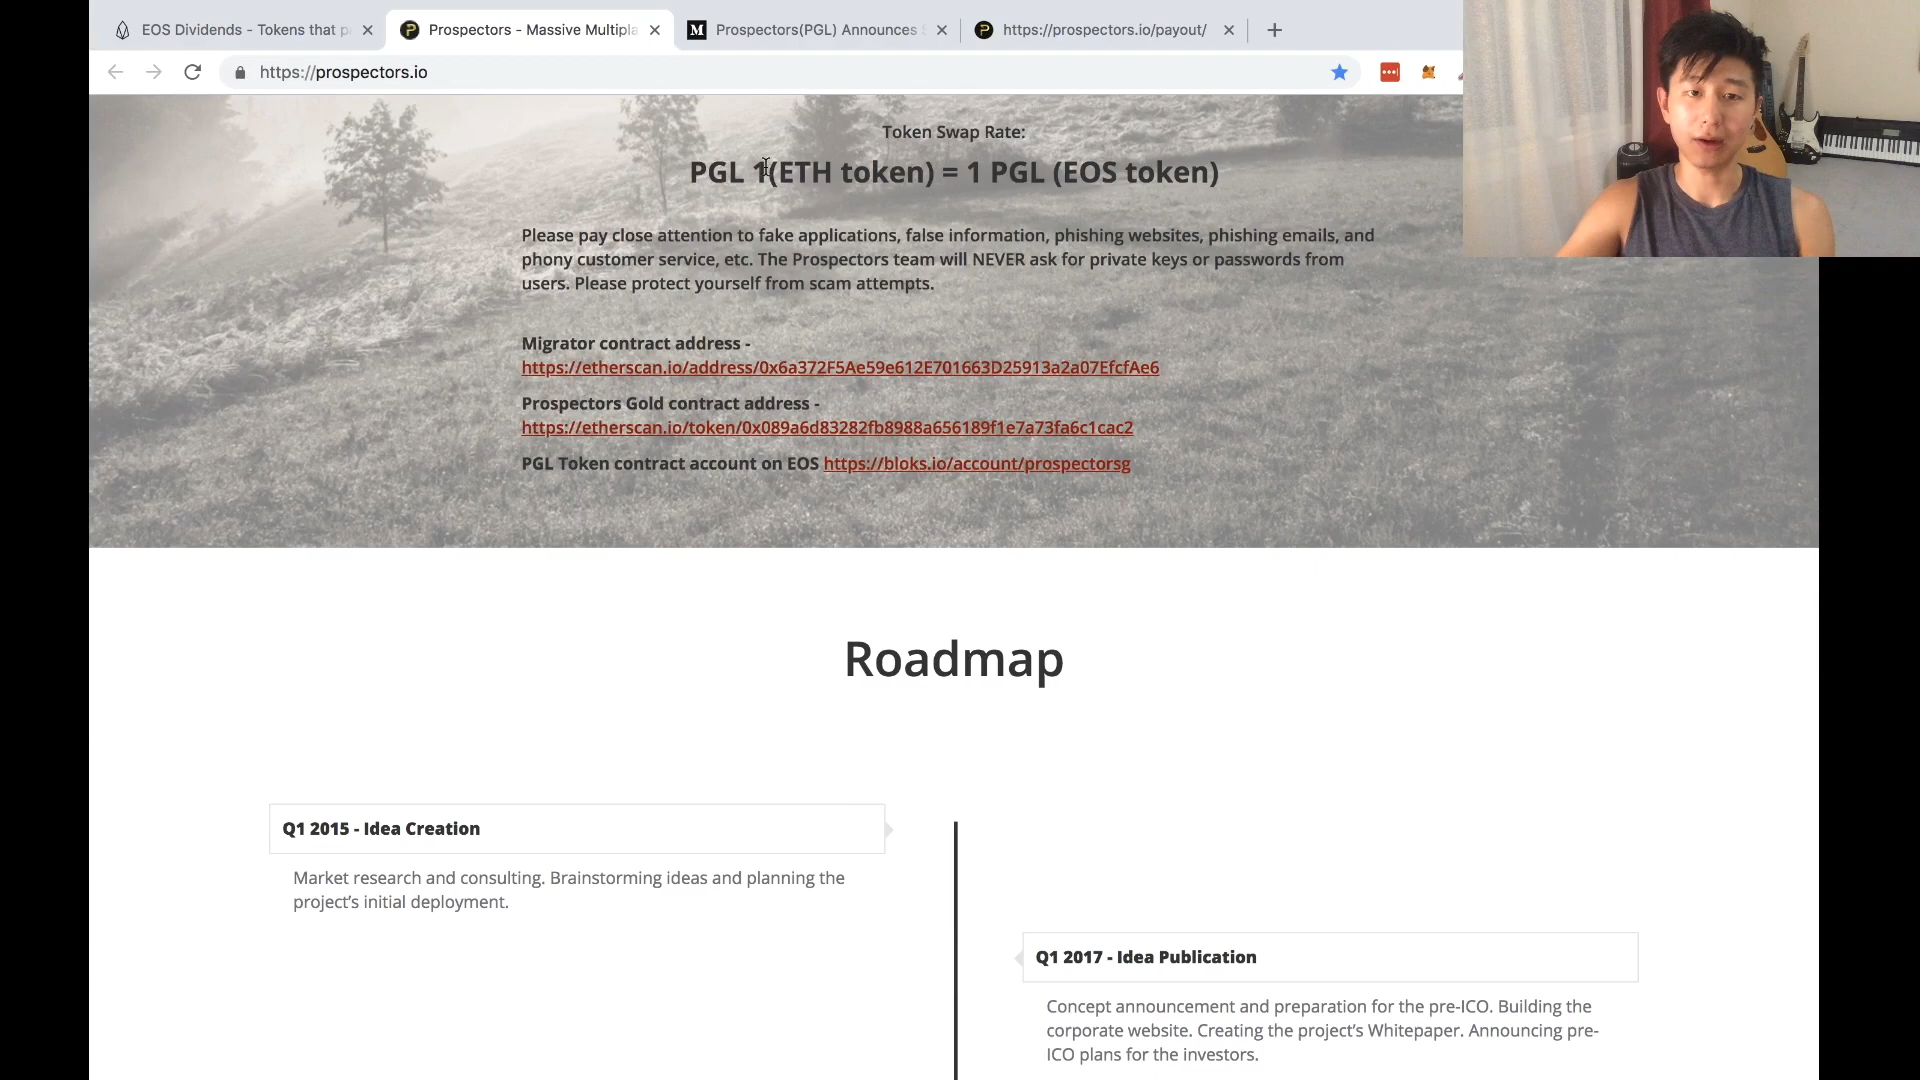 EOS Dividends - Tokens that p
Prospectors - Massive Multipla
Prospectors(PGL) Announces S
https://prospectors.io/payout/
https://prospectors.io
Token Swap Rate:
PGL 1(ETH token) = 1 PGL (EOS token)
Please pay close attention to fake applications, false information, phishing websites, phishing emails, and
phony customer service, etc. The Prospectors team will NEVER ask for private keys or passwords from
users. Please protect yourself from scam attempts.
Migrator contract address -
https://etherscan.io/address/0x6a372F5Ae59e612E701663D25913a2a07EfcfAe6
Prospectors Gold contract address -
https://etherscan.io/token/0x089a6d83282fb8988a656189f1e7a73fa6c1cac2
PGL Token contract account on EOS https://bloks.io/account/prospectorsg
Roadmap
Q1 2015 - Idea Creation
Market research and consulting. Brainstorming ideas and planning the
project's initial deployment.
Q1 2017 - Idea Publication
Concept announcement and preparation for the pre-ICO. Building the
corporate website. Creating the project's Whitepaper. Announcing pre-
ICO plans for the investors.